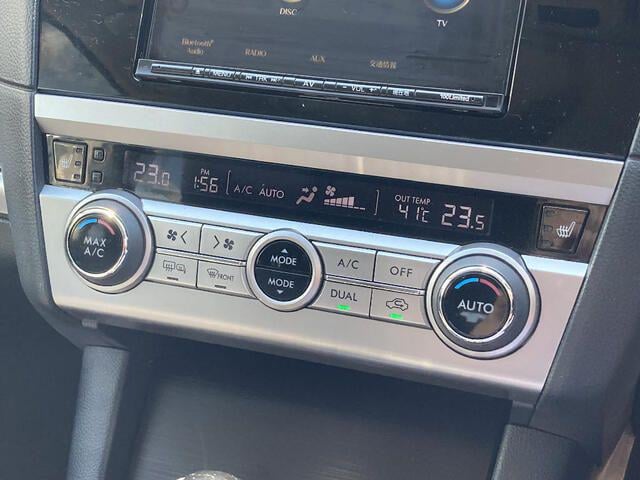 DISC
TV
Bluetooth® Audio
RADIO
AUX
交通情報
MENU
AV
− VOL +
23.0
PM 1:56
A/C AUTO
OUT TEMP 41℃
23.5
MAX A/C
FRONT
MODE
MODE
A/C
OFF
DUAL
AUTO